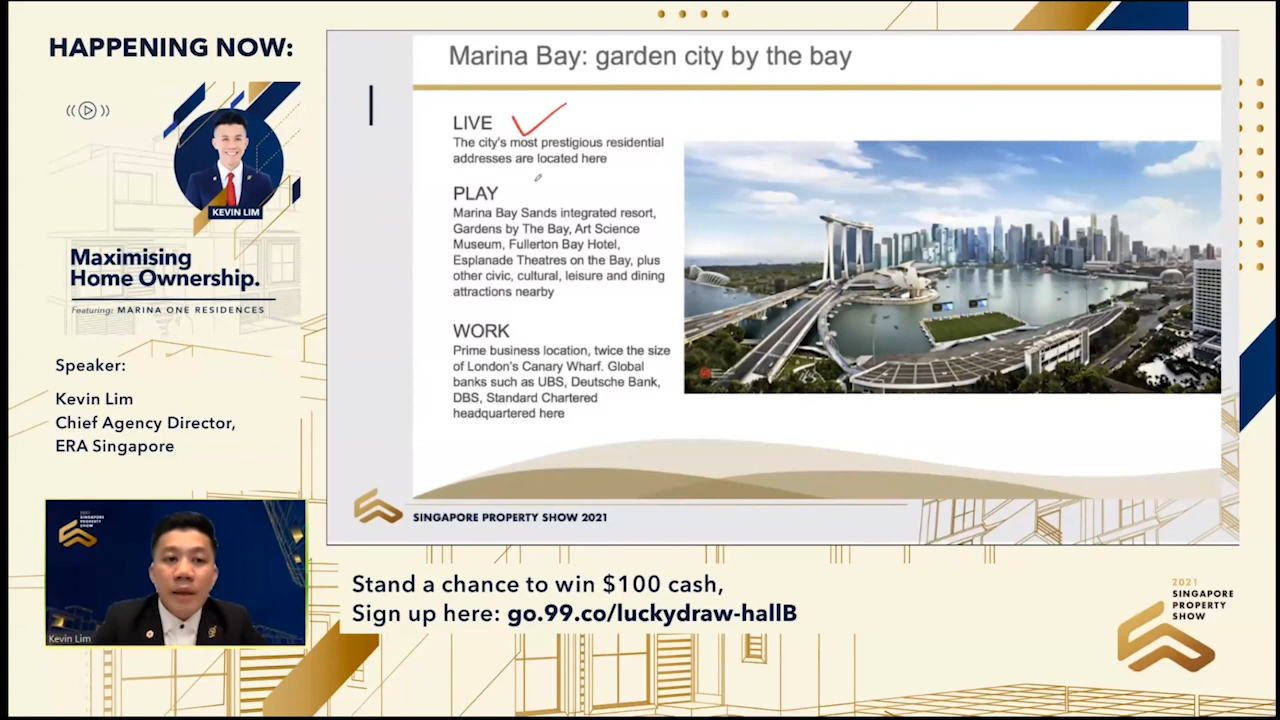 HAPPENING NOW:
KEVIN LIM
Maximising
Home Ownership.
Featuring: MARINA ONE RESIDENCES
Speaker:
Kevin Lim
Chief Agency Director,
ERA Singapore
2021
SINGAPORE
PROPERTY
SHOW
Kevin Lim
Marina Bay: garden city by the bay
LIVE
The city's most prestigious residential
addresses are located here
PLAY
Marina Bay Sands integrated resort,
Gardens by The Bay, Art Science
Museum, Fullerton Bay Hotel,
Esplanade Theatres on the Bay, plus
other civic, cultural, leisure and dining
attractions nearby
WORK
Prime business location, twice the size
of London's Canary Wharf. Global
banks such as UBS, Deutsche Bank,
DBS, Standard Chartered
headquartered here
SINGAPORE PROPERTY SHOW 2021
Stand a chance to win $100 cash,
Sign up here: go.99.co/luckydraw-hallB
2021
SINGAPORE
PROPERTY
SHOW